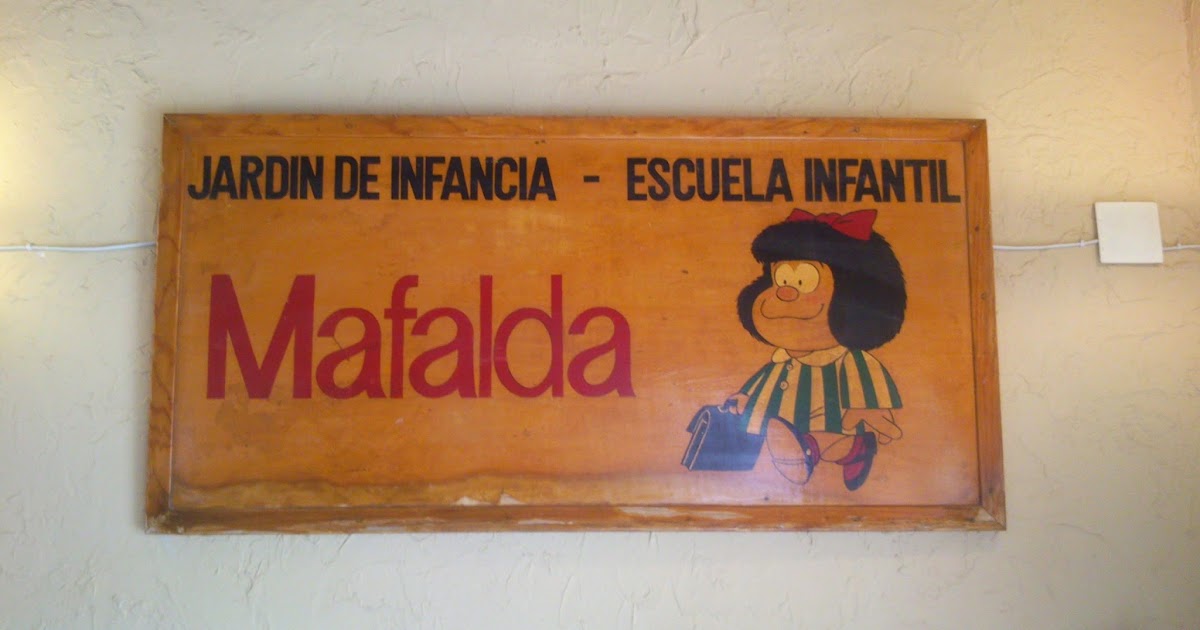 JARDIN DE INFANCIA - ESCUELA INFANTIL
Mafalda